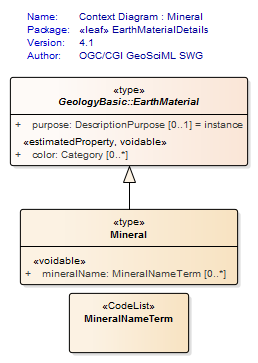 Name: Context Diagram : Mineral
Package: «leaf» EarthMaterialDetails
Version: 4.1
Author: OGC/CGI GeoSciML SWG
«type»
GeologyBasic::EarthMaterial
+ purpose: DescriptionPurpose [0..1] = instance
«estimatedProperty, voidable»
+ color: Category [0..*]
«type»
Mineral
«voidable»
+ mineralName: MineralNameTerm [0..*]
«CodeList»
MineralNameTerm